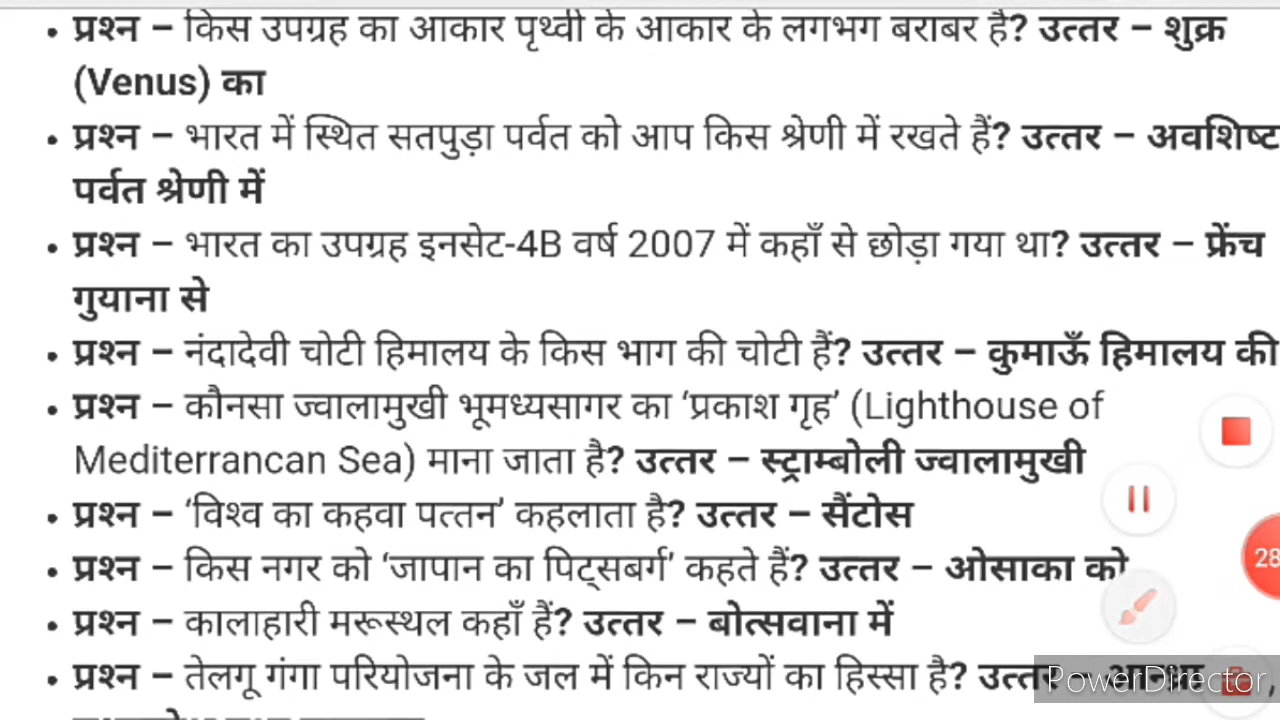 • प्रश्न – किस उपग्रह का आकार पृथ्वी के आकार के लगभग बराबर है? उत्तर – शुक्र
(Venus) का
• प्रश्न – भारत में स्थित सतपुड़ा पर्वत को आप किस श्रेणी में रखते हैं? उत्तर – अवशिष्ट
पर्वत श्रेणी में
• प्रश्न – भारत का उपग्रह इनसेट-4B वर्ष 2007 में कहाँ से छोड़ा गया था? उत्तर – फ्रेंच
गुयाना से
• प्रश्न – नंदादेवी चोटी हिमालय के किस भाग की चोटी हैं? उत्तर – कुमाऊँ हिमालय की
• प्रश्न – कौनसा ज्वालामुखी भूमध्यसागर का ‘प्रकाश गृह’ (Lighthouse of
Mediterrancan Sea) माना जाता है? उत्तर – स्ट्राम्बोली ज्वालामुखी
• प्रश्न – ‘विश्व का कहवा पत्तन’ कहलाता है? उत्तर – सैंटोस
• प्रश्न – किस नगर को ‘जापान का पिट्सबर्ग’ कहते हैं? उत्तर – ओसाका को
• प्रश्न – कालाहारी मरूस्थल कहाँ हैं? उत्तर – बोत्सवाना में
• प्रश्न – तेलगू गंगा परियोजना के जल में किन राज्यों का हिस्सा है? उत्तर –
28
PowerDirector